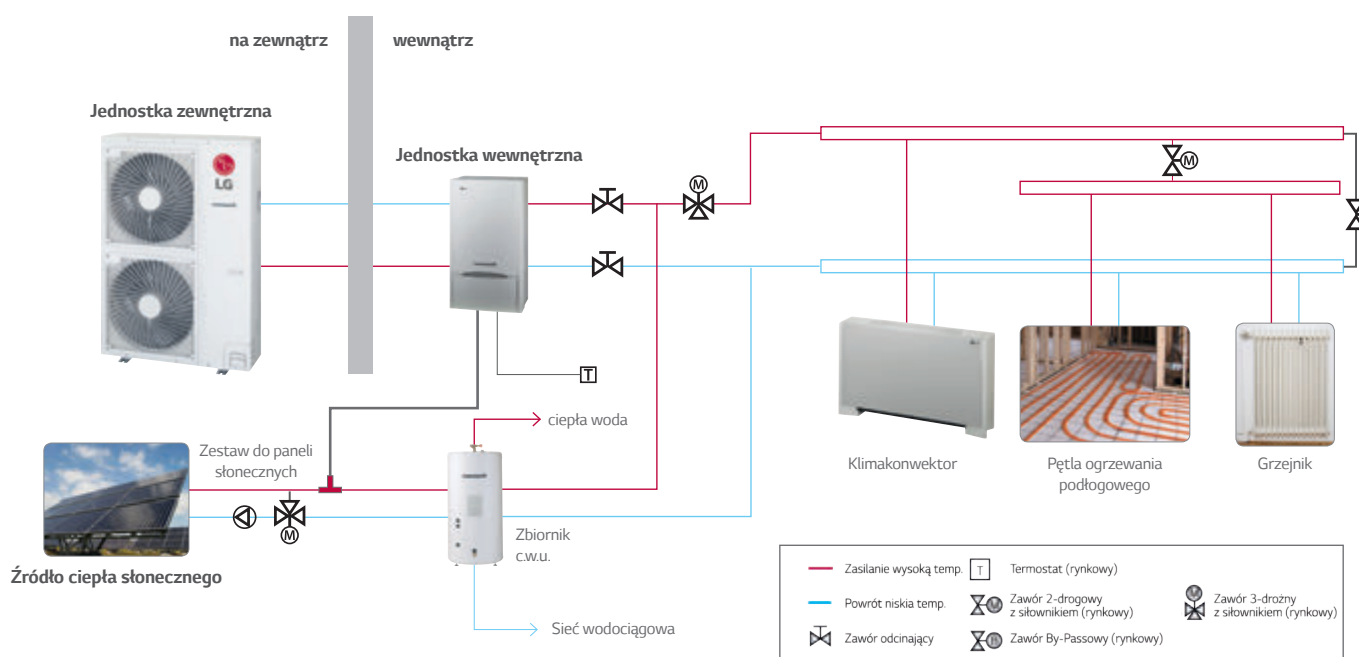 na zewnątrz
wewnątrz
Jednostka zewnętrzna
LG
Jednostka wewnętrzna
M
M
T
ciepła woda
Zestaw do paneli
słonecznych
M
Źródło ciepła słonecznego
Zbiornik
c.w.u.
Sieć wodociągowa
Klimakonwektor
Pętla ogrzewania
podłogowego
Grzejnik
Zasilanie wysoką temp.
T
Termostat (rynkowy)
Powrót niskia temp.
M
Zawór 2-drogowy
z siłownikiem (rynkowy)
M
Zawór 3-drożny
z siłownikiem (rynkowy)
Zawór odcinający
Zawór By-Passowy (rynkowy)